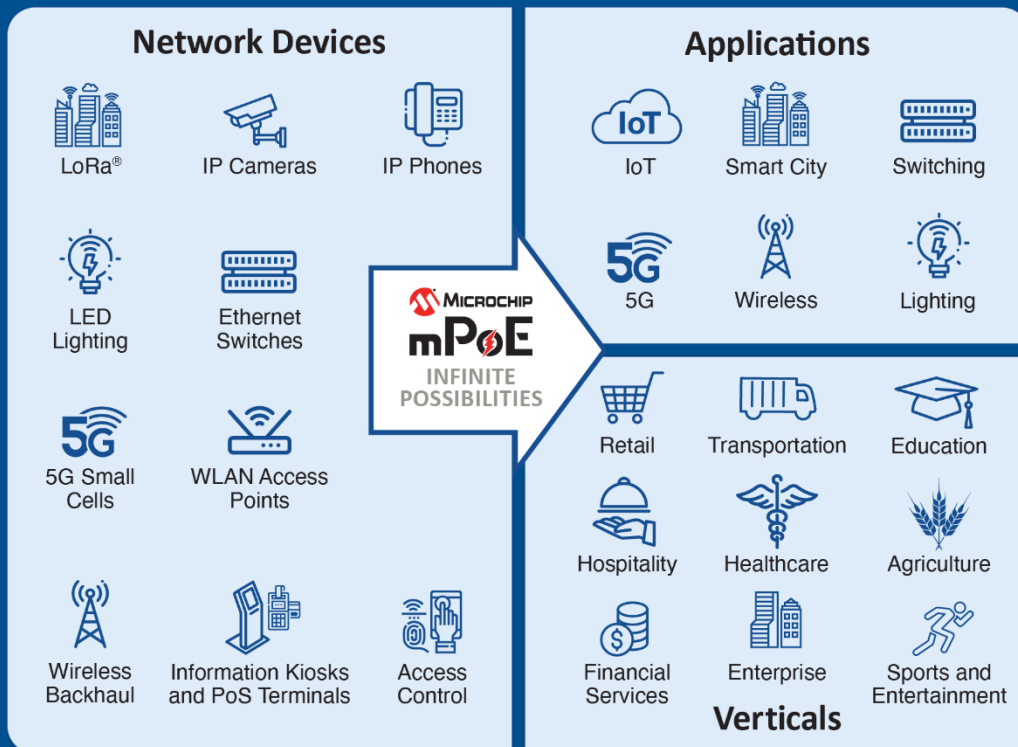 Network Devices
LoRa®
IP Cameras
IP Phones
LED
Lighting
Ethernet
Switches
5G
5G Small
Cells
WLAN Access
Points
Wireless
Backhaul
Information Kiosks
and PoS Terminals
Access
Control
MICROCHIP
mPoE
INFINITE
POSSIBILITIES
Applications
IoT
IoT
Smart City
Switching
5G
5G
Wireless
Lighting
Retail
Transportation
Education
Hospitality
Healthcare
Agriculture
$
Financial
Services
Enterprise
Sports and
Entertainment
Verticals